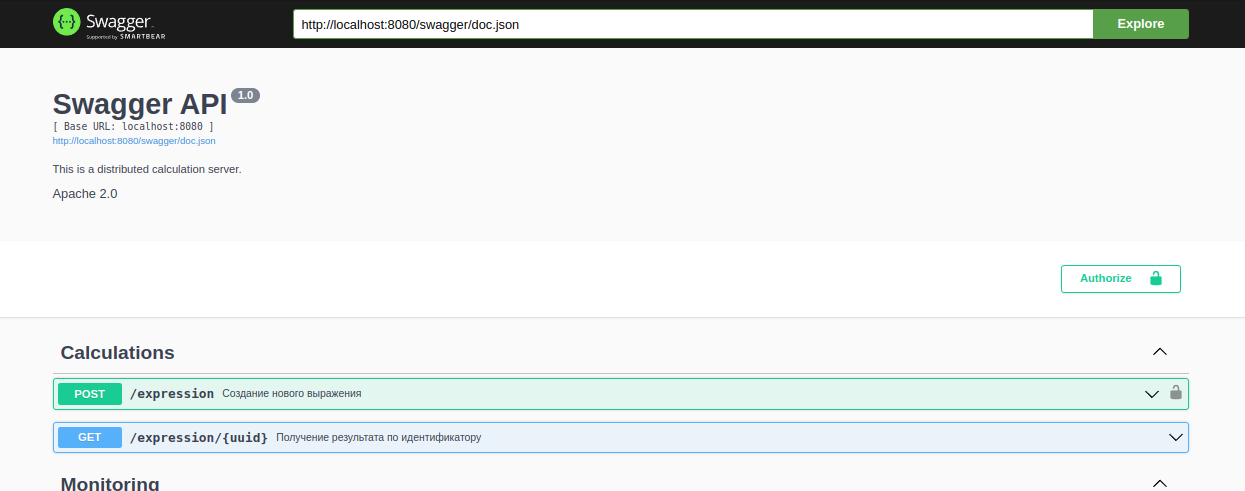 Swagger
Supported by SMARTBEAR
http://localhost:8080/swagger/doc.json
Explore
Swagger API 1.0
[ Base URL: localhost:8080 ]
http://localhost:8080/swagger/doc.json
This is a distributed calculation server.
Apache 2.0
Authorize
Calculations
POST /expression Создание нового выражения
GET /expression/{uuid} Получение результата по идентификатору
Monitoring